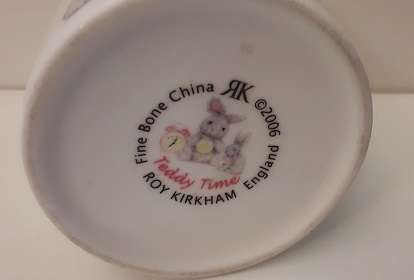 Fine Bone China RK ©2006
Teddy Time
ROY KIRKHAM England